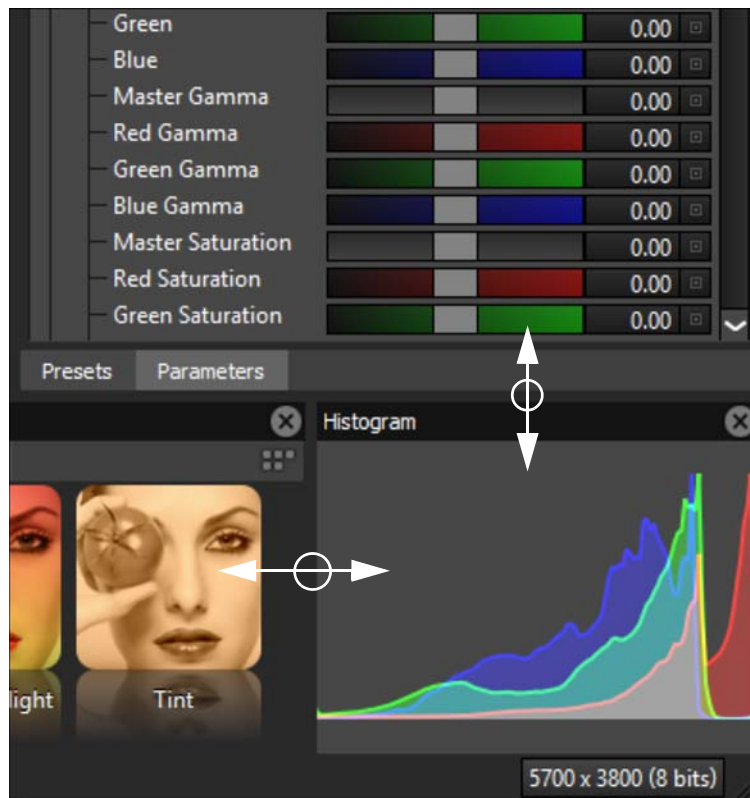 Green 0.00
Blue 0.00
Master Gamma 0.00
Red Gamma 0.00
Green Gamma 0.00
Blue Gamma 0.00
Master Saturation 0.00
Red Saturation 0.00
Green Saturation 0.00
Presets Parameters
Histogram
light Tint
5700 x 3800 (8 bits)